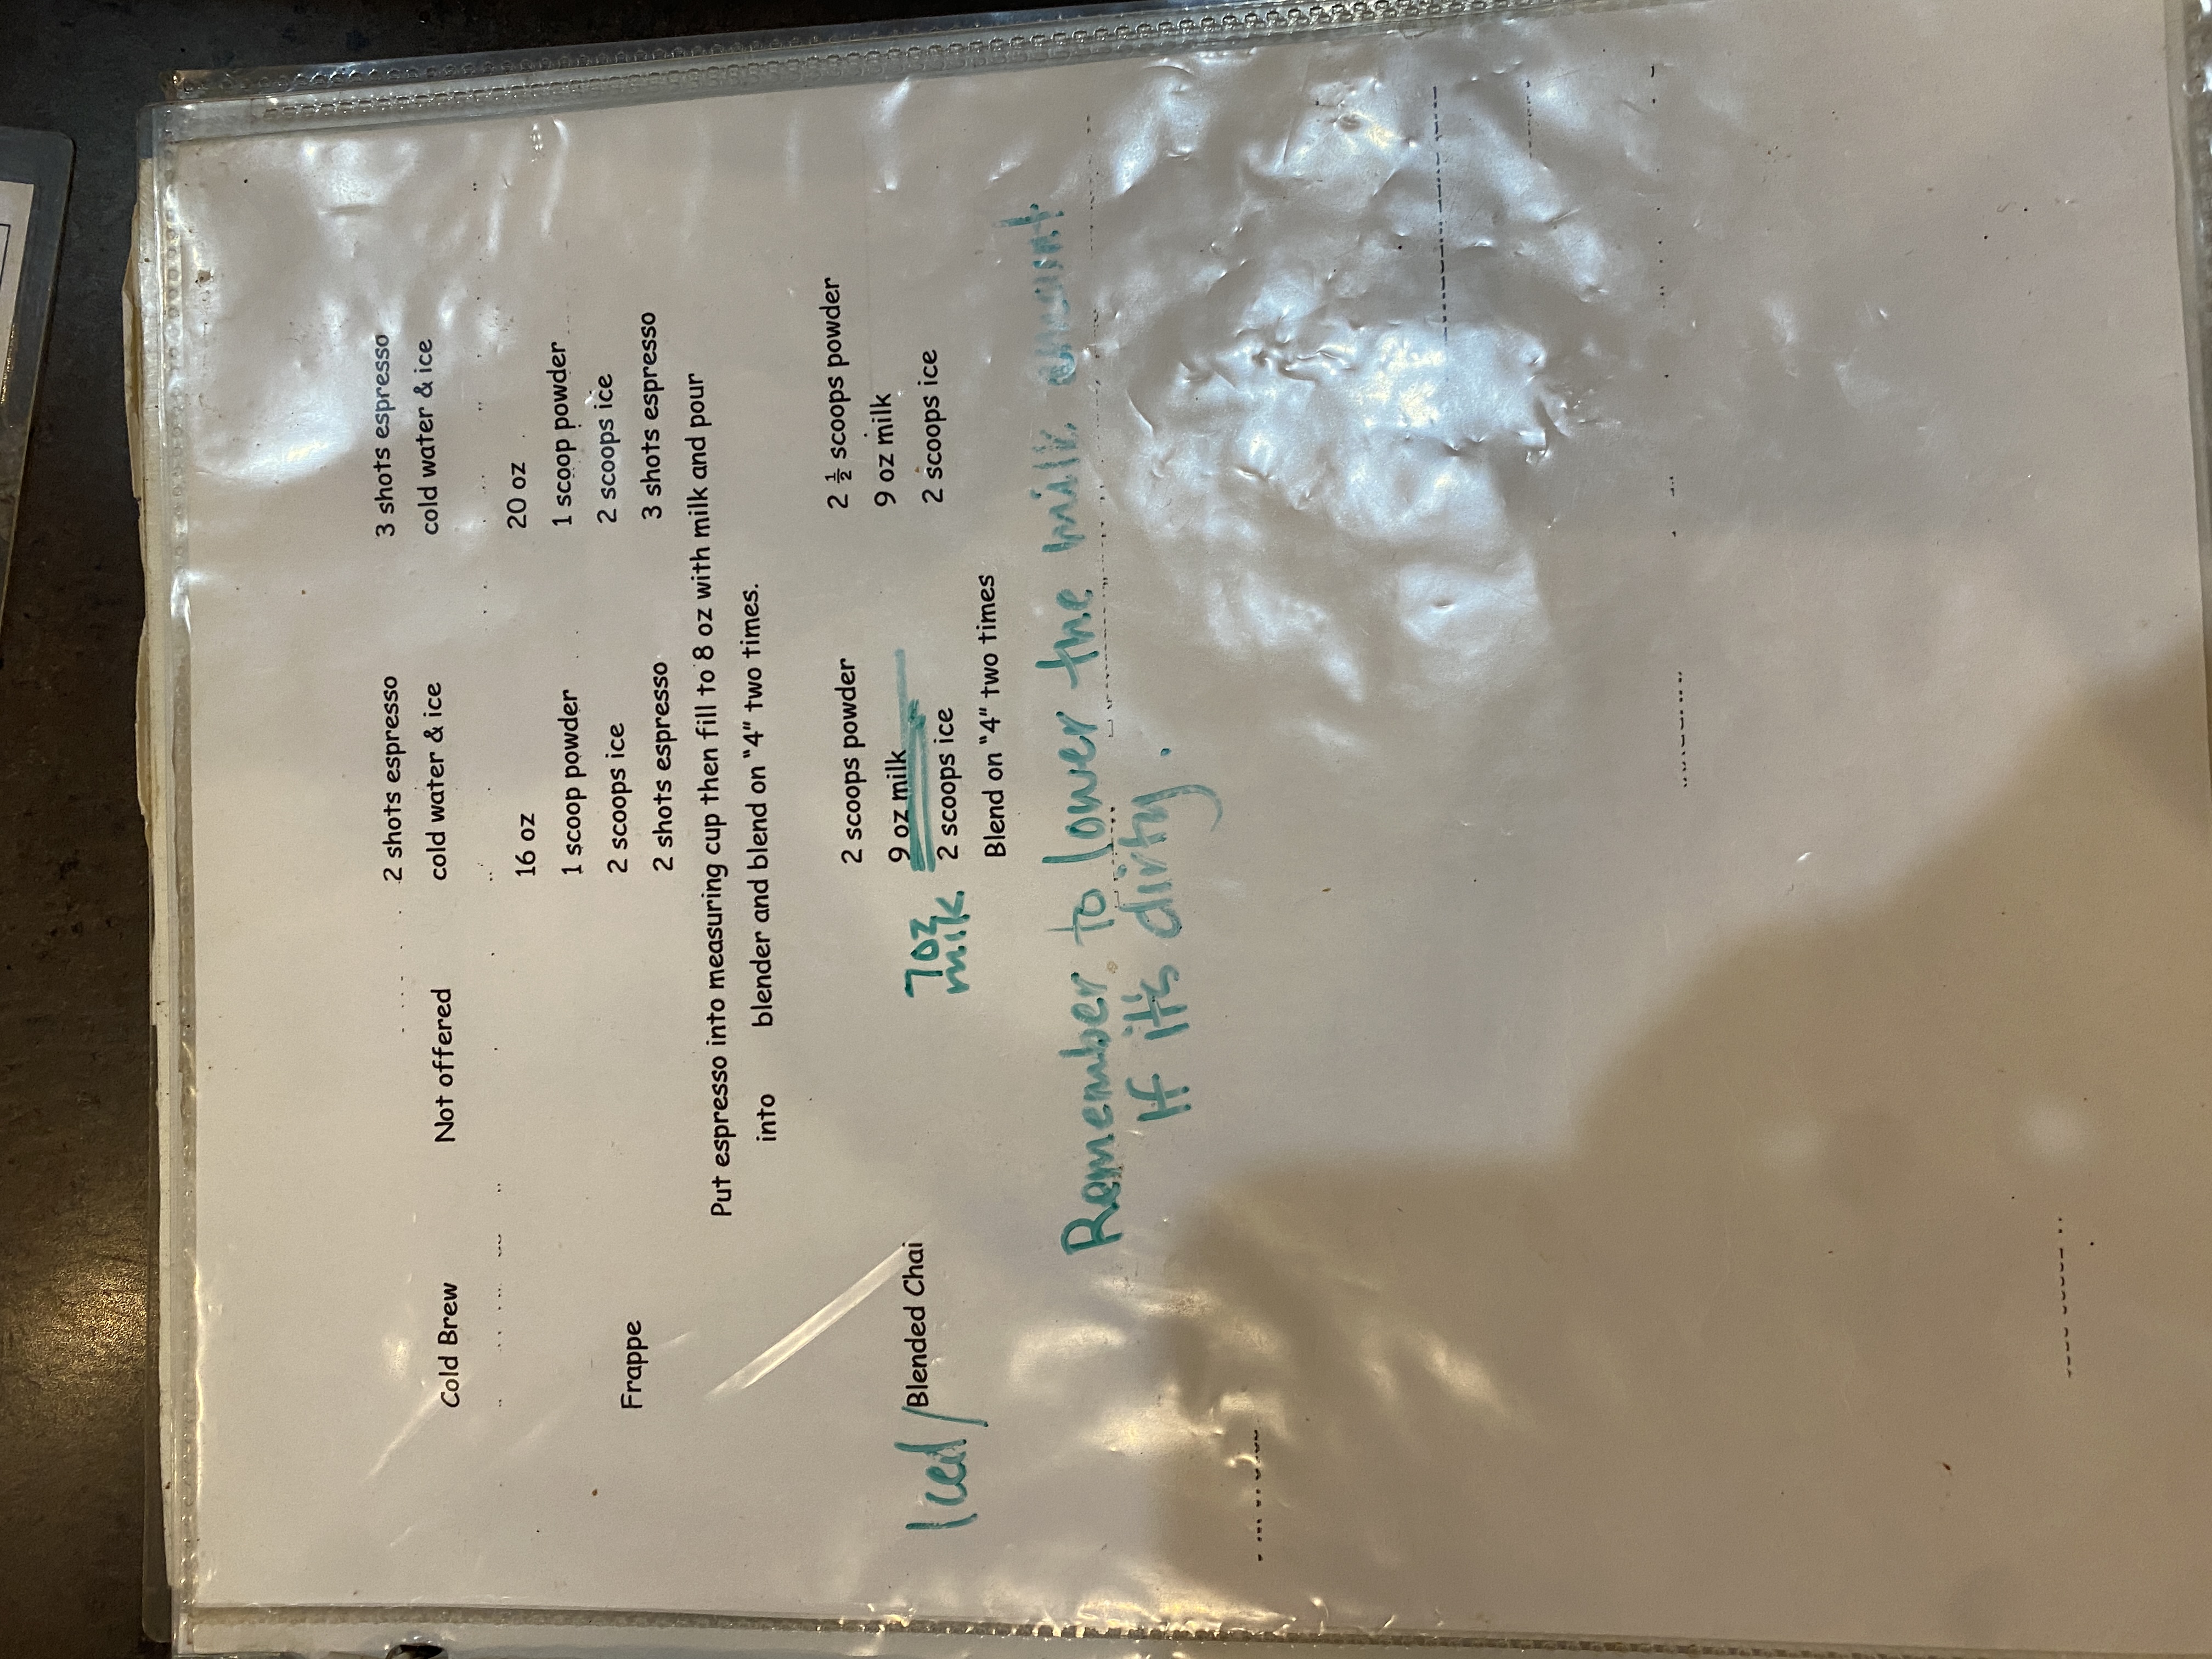 2 shots espresso 3 shots espresso
Cold Brew Not offered cold water & ice cold water & ice
16 oz 20 oz
1 scoop powder 1 scoop powder
Frappe 2 scoops ice 2 scoops ice
2 shots espresso 3 shots espresso
Put espresso into measuring cup then fill to 8 oz with milk and pour
into blender and blend on "4" two times.
2 scoops powder 2 ½ scoops powder
Iced/Blended Chai 7oz milk 9 oz milk 9 oz milk
2 scoops ice 2 scoops ice
Blend on "4" two times
Remember to lower the milk amount
If it's dirty.